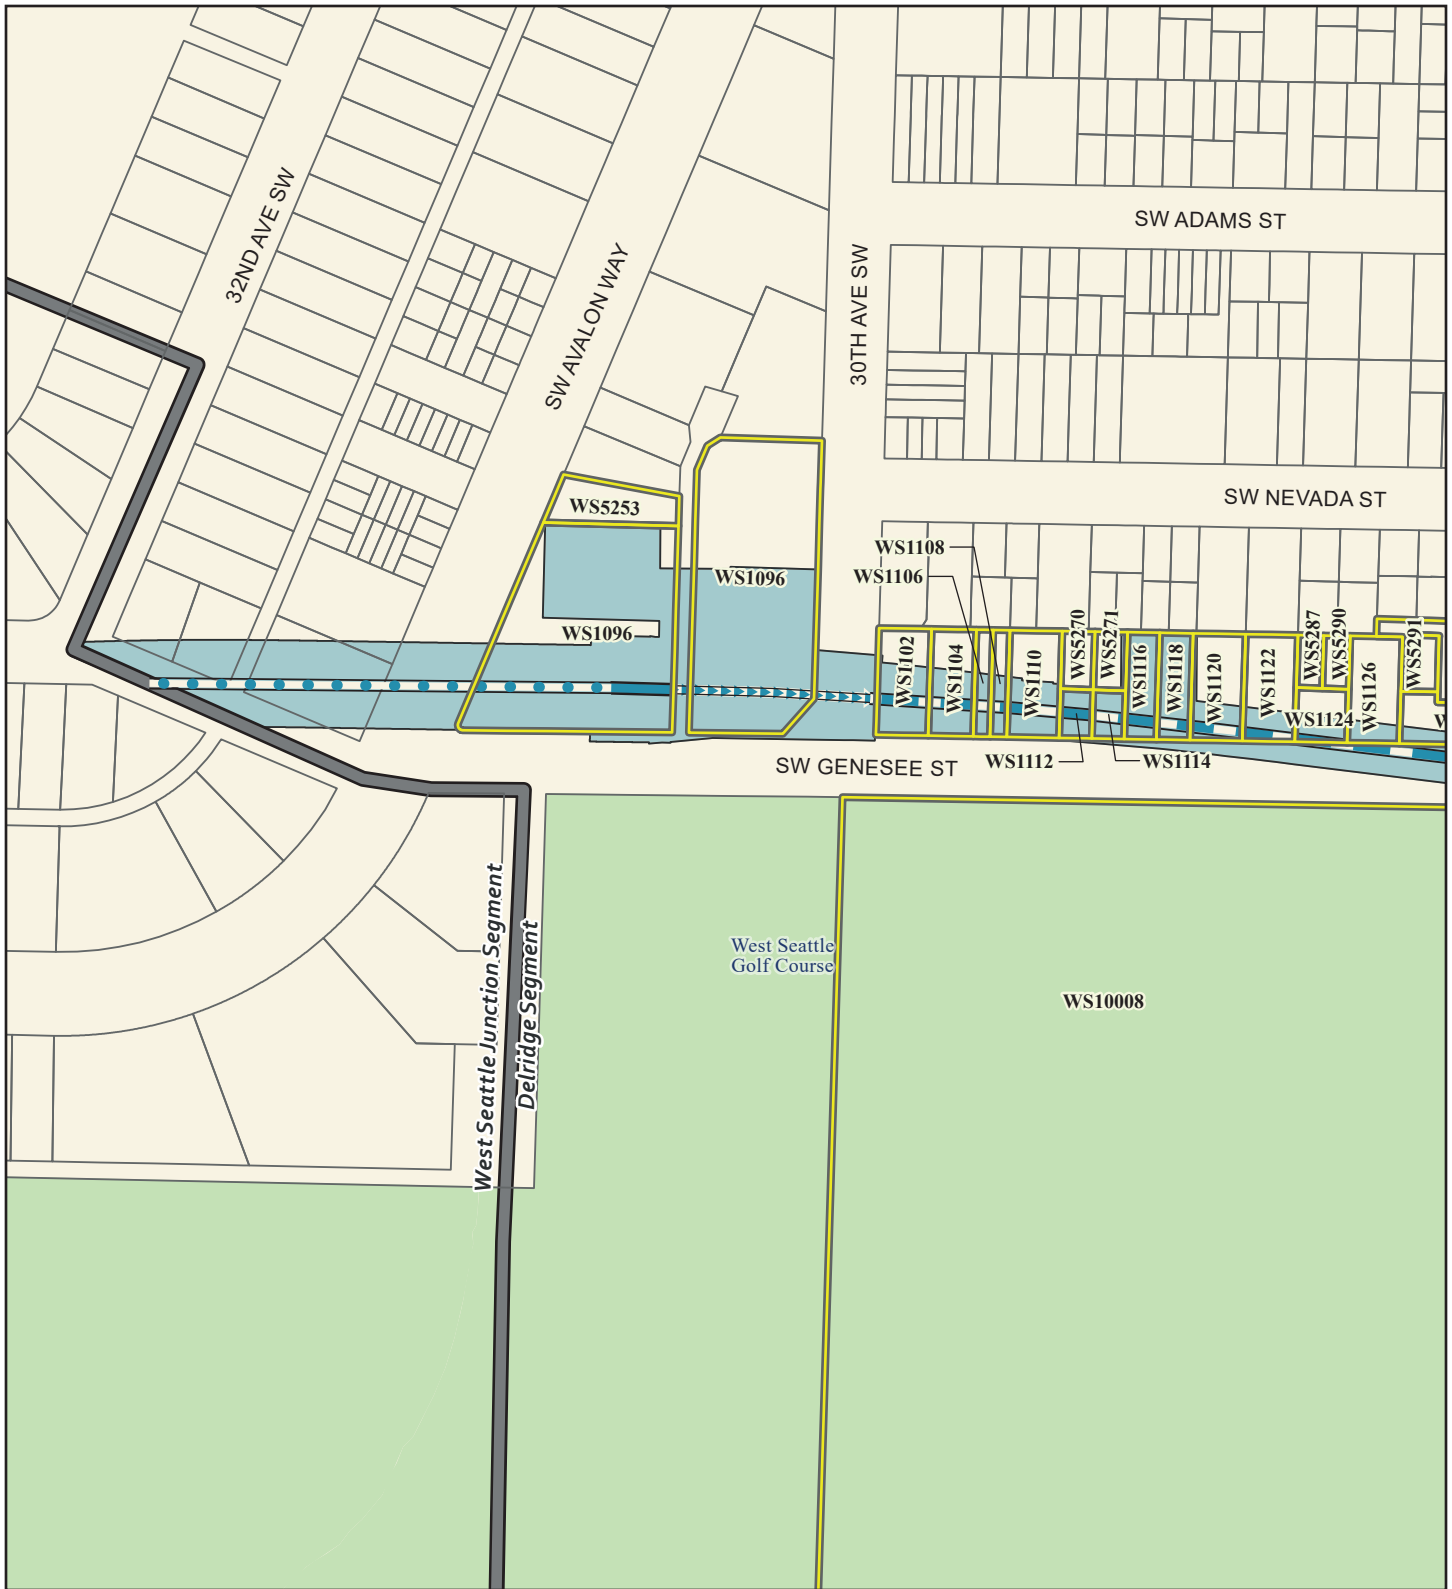 SW ADAMS ST
32ND AVE SW
SW AVALON WAY
30TH AVE SW
SW NEVADA ST
WS5253
WS1108
WS1096
WS1106
WS1096
WS1102
WS1104
WS1110
WS5270
WS5271
WS1116
WS1118
WS1120
WS1122
WS5287
WS5290
WS1126
WS5291
WS1124
W
WS1112
WS1114
SW GENESEE ST
West Seattle Junction Segment
Delridge Segment
West Seattle
Golf Course
WS10008